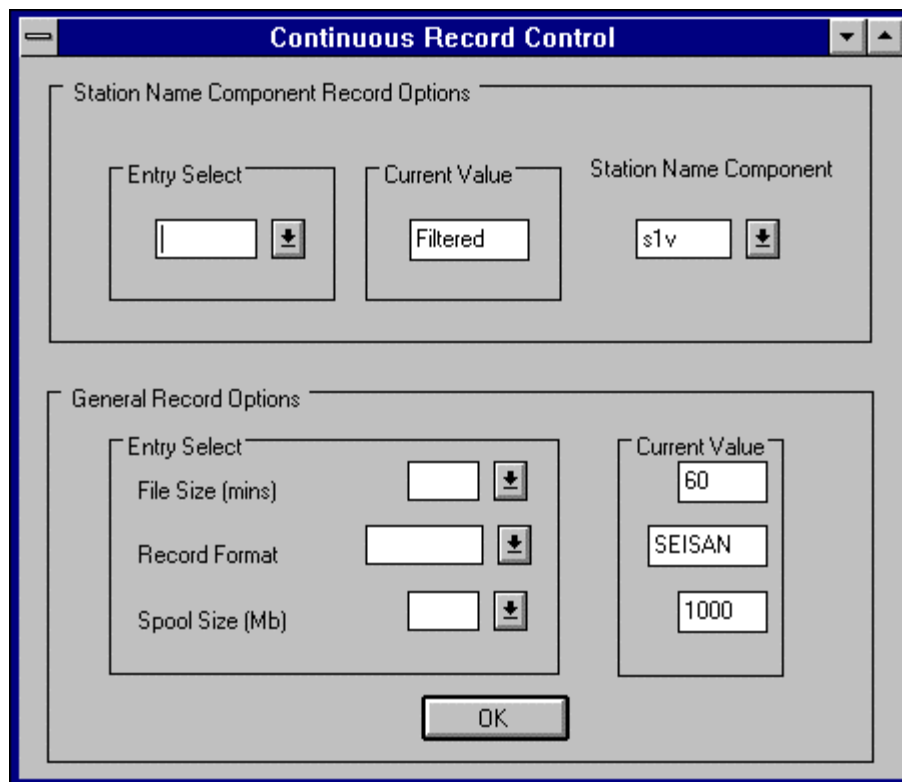 Continuous Record Control
Station Name Component Record Options
Entry Select
Current Value
Station Name Component
Filtered
s1v
General Record Options
Entry Select
Current Value
File Size (mins)
60
Record Format
SEISAN
Spool Size (Mb)
1000
OK